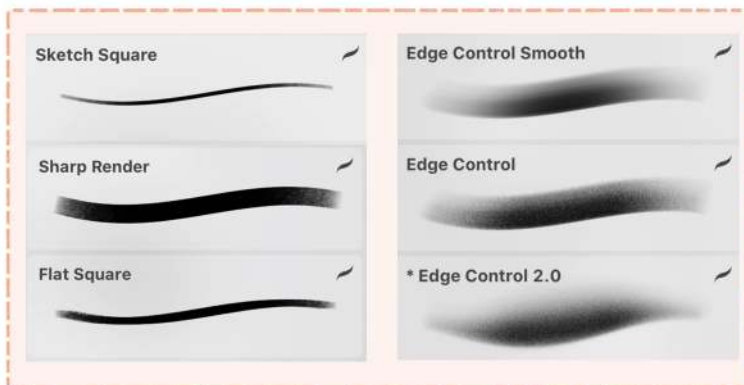 Sketch Square
Sharp Render
Flat Square
Edge Control Smooth
Edge Control
* Edge Control 2.0